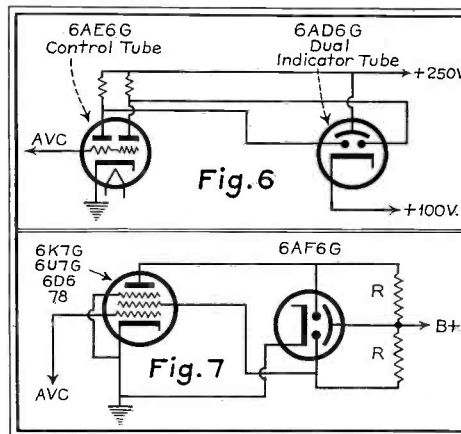 6AE6G
Control Tube
6AD6G
Dual
Indicator Tube
+250V.
AVC
Fig. 6
+100V.
6K7G
6U7G
6D6
78
6AF6G
R
B+
R
AVC
Fig. 7